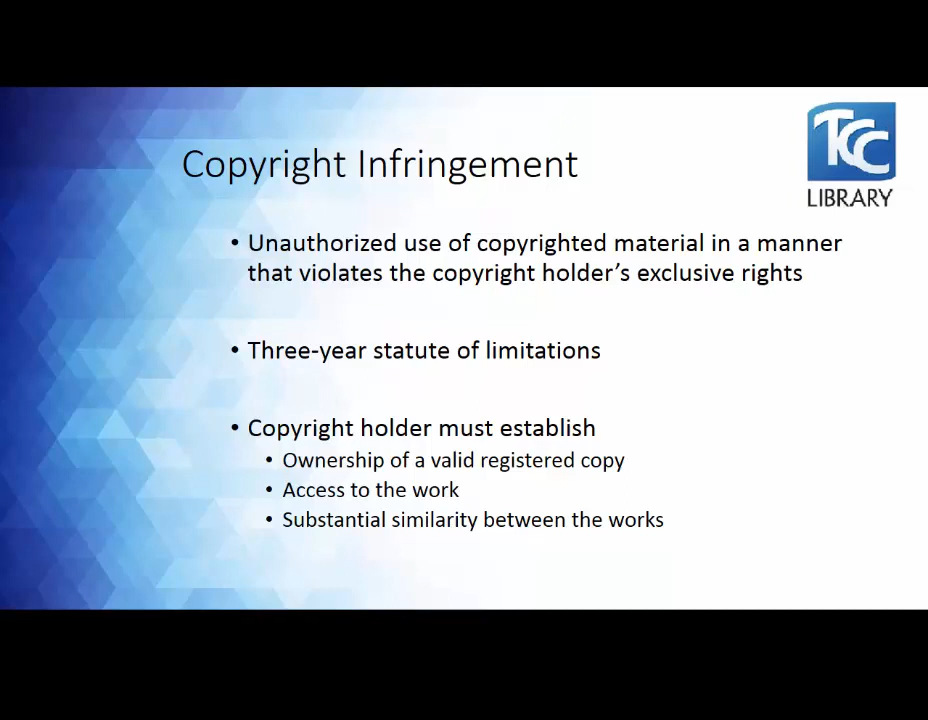 TCC
LIBRARY
Copyright Infringement
• Unauthorized use of copyrighted material in a manner
that violates the copyright holder’s exclusive rights
• Three-year statute of limitations
• Copyright holder must establish
• Ownership of a valid registered copy
• Access to the work
• Substantial similarity between the works